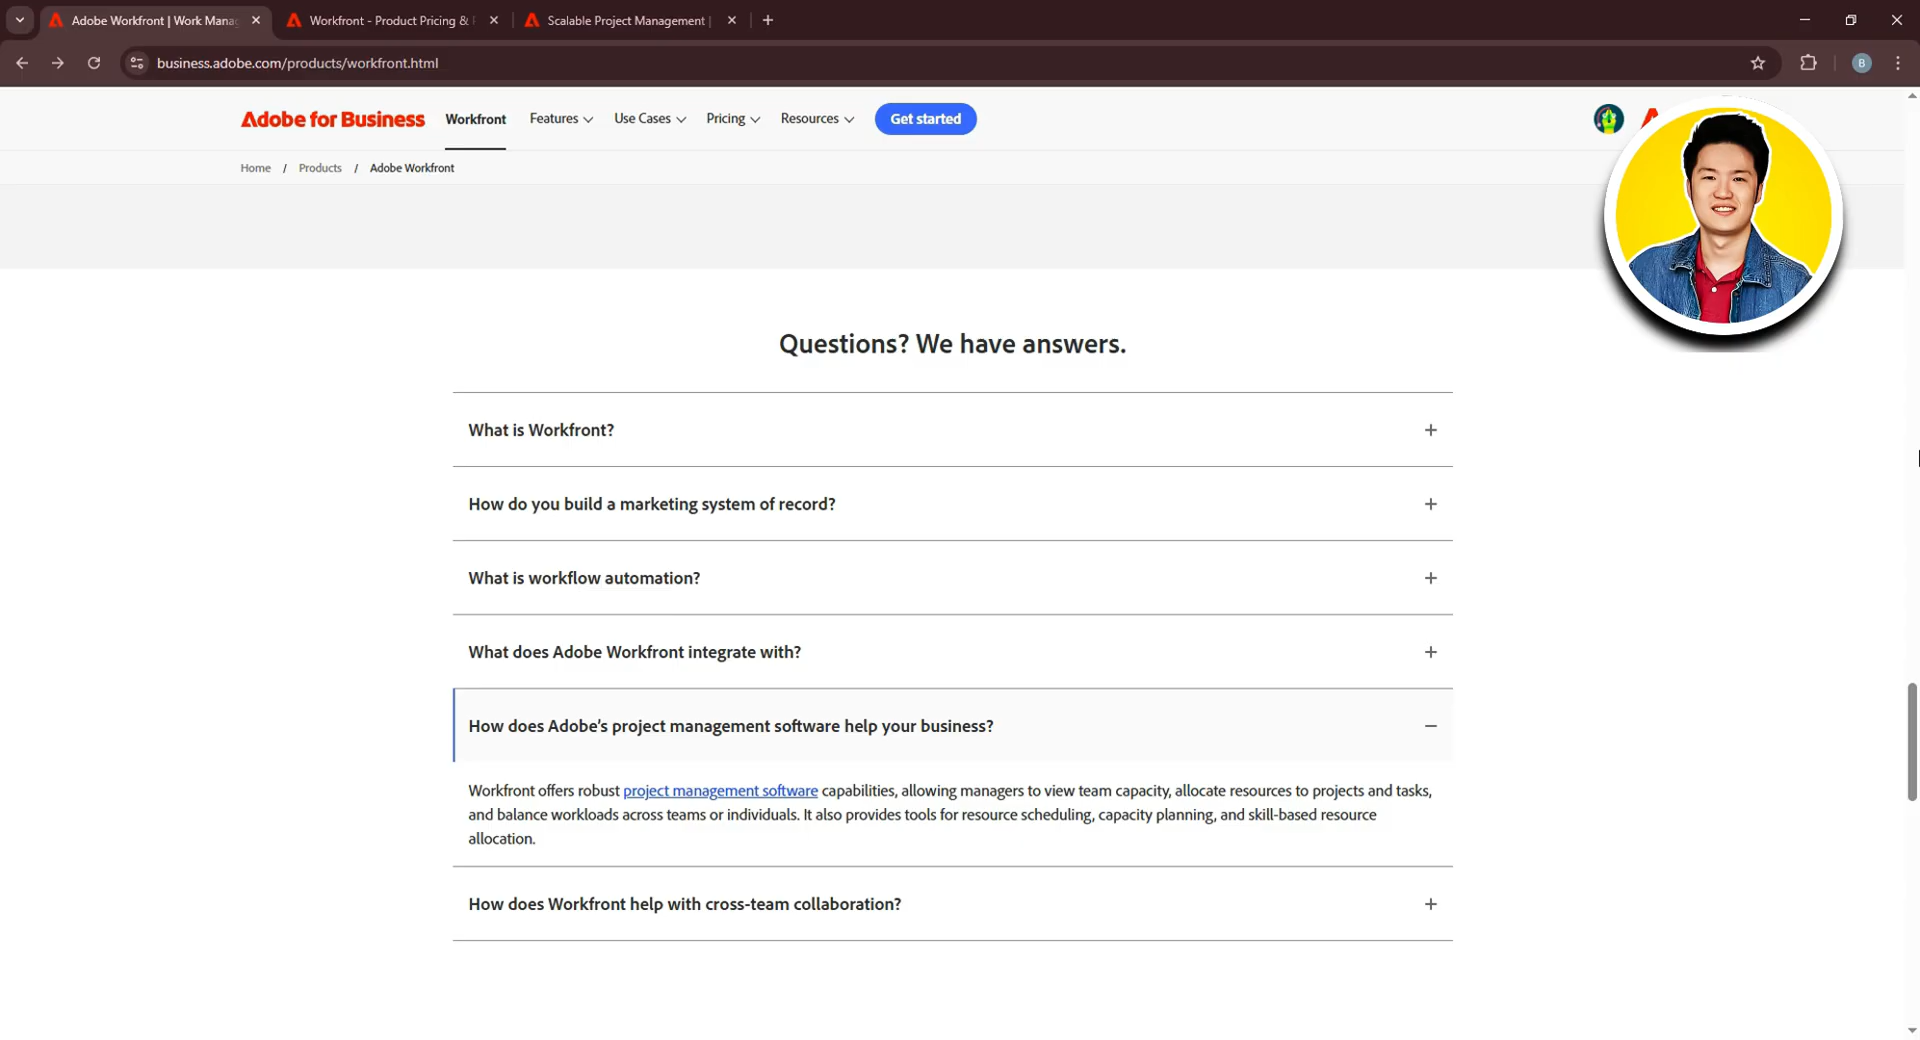 Adobe Workfront | Work Mana
Workfront - Product Pricing &
Scalable Project Management |
business.adobe.com/products/workfront.html
B
Adobe for Business
Workfront
Features
Use Cases
Pricing
Resources
Get started
Home / Products / Adobe Workfront
Questions? We have answers.
What is Workfront?
How do you build a marketing system of record?
What is workflow automation?
What does Adobe Workfront integrate with?
How does Adobe’s project management software help your business?
Workfront offers robust project management software capabilities, allowing managers to view team capacity, allocate resources to projects and tasks,
and balance workloads across teams or individuals. It also provides tools for resource scheduling, capacity planning, and skill-based resource
allocation.
How does Workfront help with cross-team collaboration?